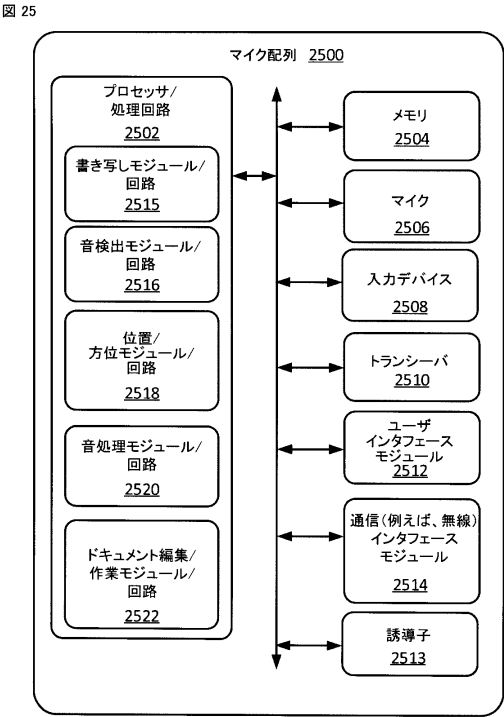 図 25
マイク配列 2500
プロセッサ/
処理回路
2502
書き写しモジュール/
回路
2515
音検出モジュール/
回路
2516
位置/
方位モジュール/
回路
2518
音処理モジュール/
回路
2520
ドキュメント編集/
作業モジュール/
回路
2522
メモリ
2504
マイク
2506
入力デバイス
2508
トランシーバ
2510
ユーザ
インタフェース
モジュール
2512
通信(例えば、無線)
インタフェース
モジュール
2514
誘導子
2513